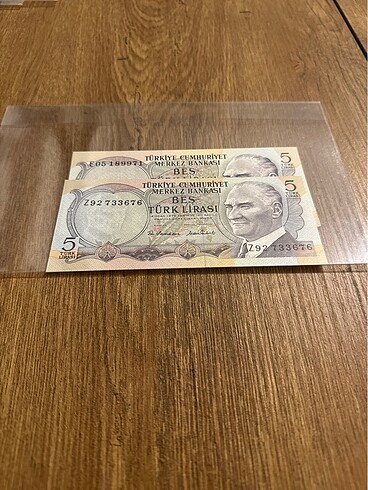 E05 189971
TÜRKİYE CUMHURİYET
MERKEZ BANKASI
BEŞ
5
TÜRKİYE CUMHURİYET
MERKEZ BANKASI
BEŞ
TÜRK LİRASI
5
Z92 733676
Z92 733676
5
TÜRK
LİRASI